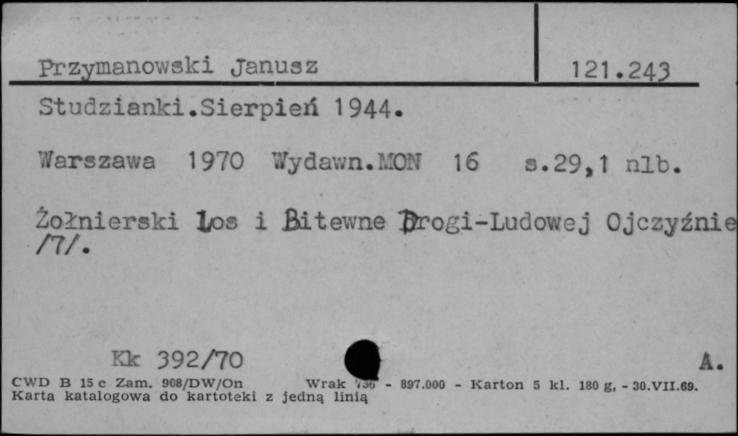 Przymanowski Janusz 121.243
Studzianki.Sierpień 1944.
Warszawa 1970 Wydawn.MON 16 s.29,1 nlb.
Żołnierski Los i Bitewne Drogi-Ludowej Ojczyźnie
/7/.
Kk 392/70 A.
CWD B 15 c Zam. 908/DW/On Wrak 736 - 897.000 - Karton 5 kl. 180 g, - 30.VII.69.
Karta katalogowa do kartoteki z jedną linią